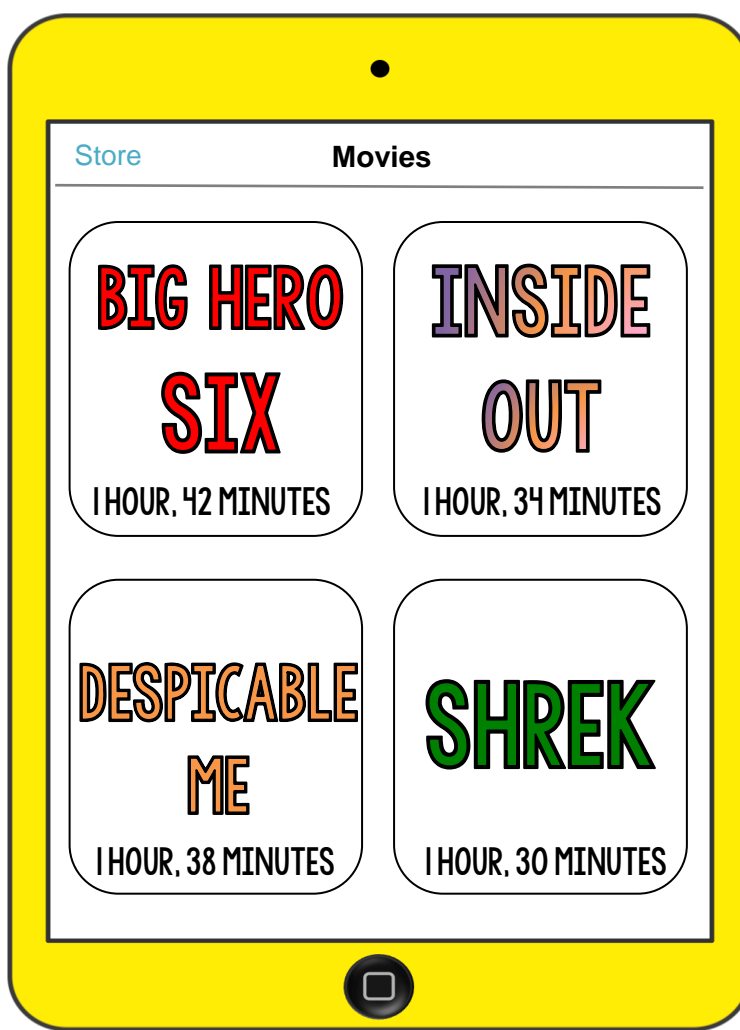 Store
Movies
BIG HERO
SIX
1 HOUR, 42 MINUTES
INSIDE
OUT
1 HOUR, 34 MINUTES
DESPICABLE
ME
1 HOUR, 38 MINUTES
SHREK
1 HOUR, 30 MINUTES